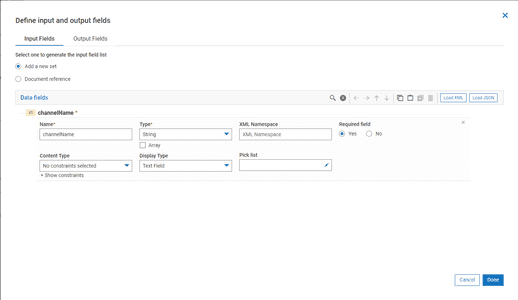 Define input and output fields
Input Fields Output Fields
Select one to generate the input field list
Add a new set
Document reference
Data fields Load XML Load JSON
channelName *
Name* Type* XML Namespace Required field
channelName String XML Namespace Yes No
Array
Content Type Display Type Pick list
No constraints selected Text Field
+ Show constraints
Cancel Done